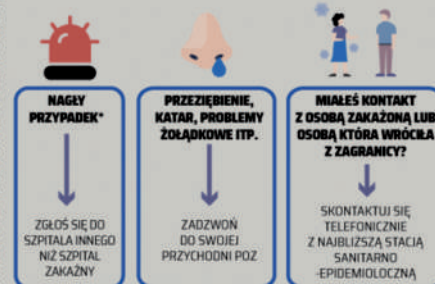 NAGŁY
PRZYPADEK*
ZGŁOŚ SIĘ DO
SZPITALA INNEGO
NIŻ SZPITAL
ZAKAŹNY
PRZEZIĘBIENIE,
KATAR, PROBLEMY
ŻOŁĄDKOWE ITP.
ZADZWOŃ
DO SWOJEJ
PRZYCHODNI POZ
MIAŁEŚ KONTAKT
Z OSOBĄ ZAKAŻONĄ LUB
OSOBĄ KTÓRA WRÓCIŁA
Z ZAGRANICY?
SKONTAKTUJ SIĘ
TELEFONICZNIE
Z NAJBLIŻSZĄ STACJĄ
SANITARNO
-EPIDEMIOLOCZNĄ